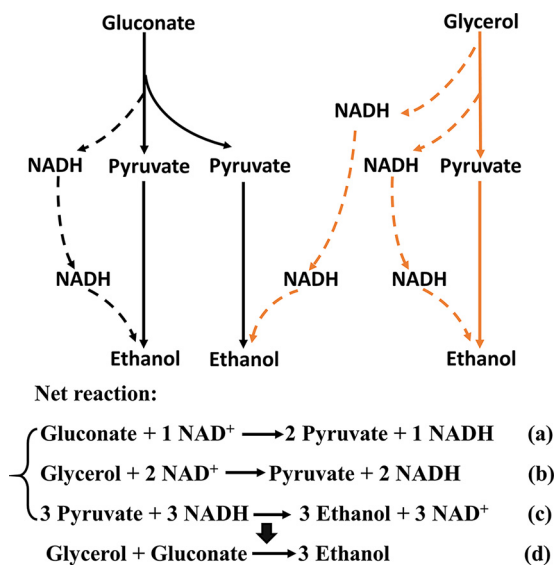 Gluconate Glycerol
NADH
NADH Pyruvate Pyruvate NADH Pyruvate
NADH NADH NADH
Ethanol Ethanol Ethanol
Net reaction:
Gluconate + 1 NAD⁺ ⟶ 2 Pyruvate + 1 NADH (a)
Glycerol + 2 NAD⁺ ⟶ Pyruvate + 2 NADH (b)
3 Pyruvate + 3 NADH ⟶ 3 Ethanol + 3 NAD⁺ (c)
Glycerol + Gluconate ⟶ 3 Ethanol (d)